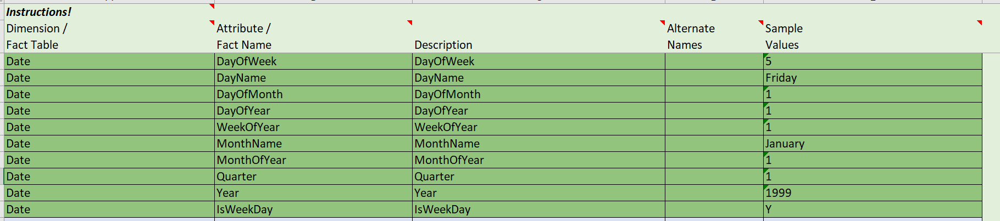 Instructions!
Dimension / Attribute / Alternate Sample
Fact Table Fact Name Description Names Values
Date DayOfWeek DayOfWeek 5
Date DayName DayName Friday
Date DayOfMonth DayOfMonth 1
Date DayOfYear DayOfYear 1
Date WeekOfYear WeekOfYear 1
Date MonthName MonthName January
Date MonthOfYear MonthOfYear 1
Date Quarter Quarter 1
Date Year Year 1999
Date IsWeekDay IsWeekDay Y